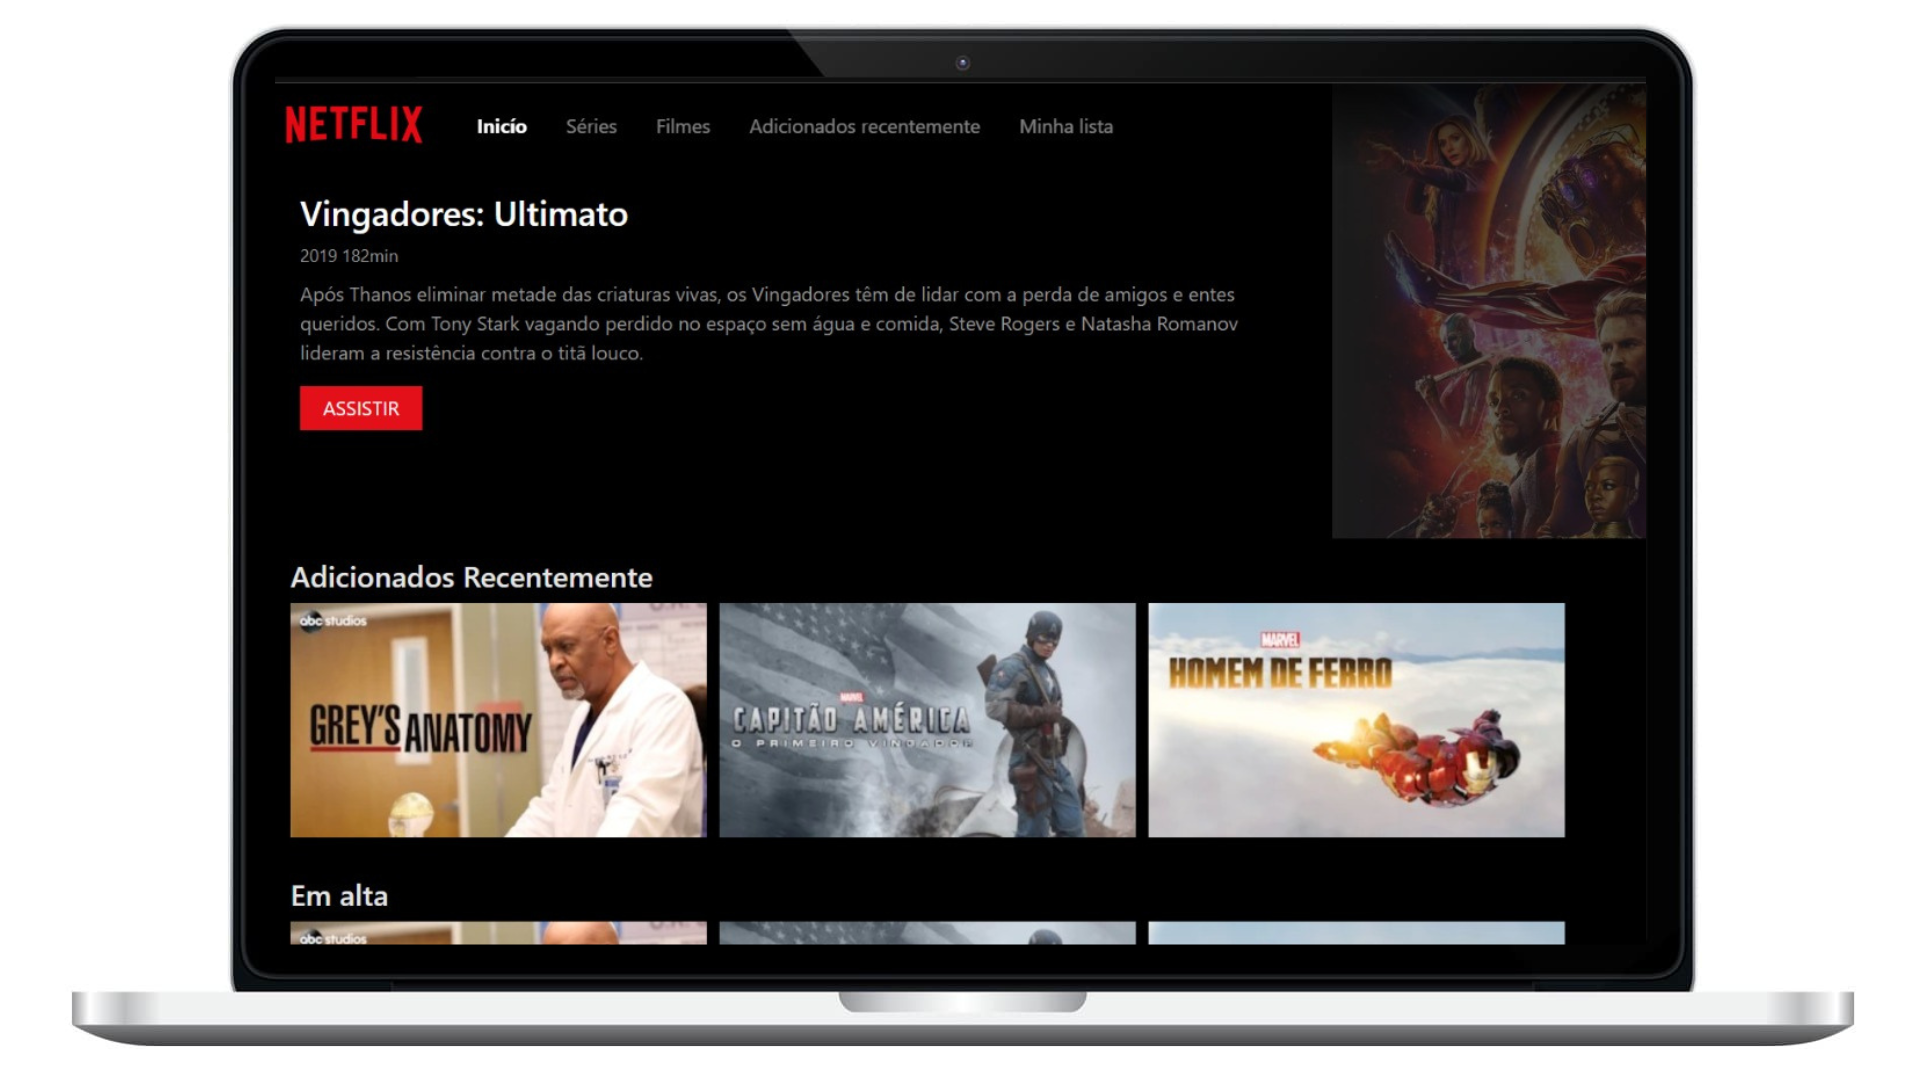 NETFLIX
Inicío
Séries
Filmes
Adicionados recentemente
Minha lista
Vingadores: Ultimato
2019 182min
Após Thanos eliminar metade das criaturas vivas, os Vingadores têm de lidar com a perda de amigos e entes
queridos. Com Tony Stark vagando perdido no espaço sem água e comida, Steve Rogers e Natasha Romanov
lideram a resistência contra o titã louco.
ASSISTIR
Adicionados Recentemente
abc studios
GREY'S ANATOMY
MARVEL
CAPITÃO AMÉRICA
O PRIMEIRO VINGADOR
MARVEL
HOMEM DE FERRO
Em alta
abc studios